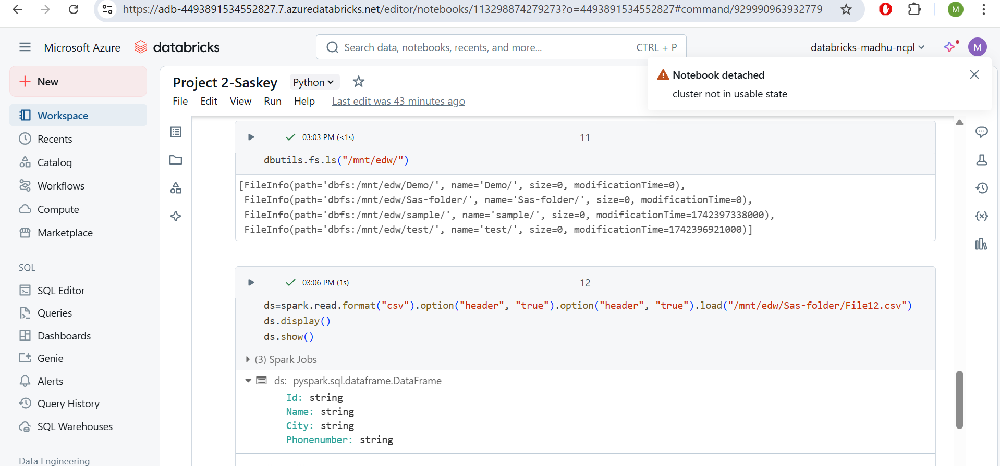 https://adb-4493891534552827.7.azuredatabricks.net/editor/notebooks/113298874279273?o=4493891534552827#command/929990963932779
M
Microsoft Azure
databricks
Search data, notebooks, recents, and more...
CTRL + P
databricks-madhu-ncpl
M
New
Workspace
Recents
Catalog
Workflows
Compute
Marketplace
SQL
SQL Editor
Queries
Dashboards
Genie
Alerts
Query History
SQL Warehouses
Data Engineering
Project 2-Saskey
Python
File Edit View Run Help Last edit was 43 minutes ago
Notebook detached
cluster not in usable state
03:03 PM (<1s)
11
dbutils.fs.ls("/mnt/edw/")
[FileInfo(path='dbfs:/mnt/edw/Demo/', name='Demo/', size=0, modificationTime=0),
FileInfo(path='dbfs:/mnt/edw/Sas-folder/', name='Sas-folder/', size=0, modificationTime=0),
FileInfo(path='dbfs:/mnt/edw/sample/', name='sample/', size=0, modificationTime=1742397338000),
FileInfo(path='dbfs:/mnt/edw/test/', name='test/', size=0, modificationTime=1742396921000)]
03:06 PM (1s)
12
ds=spark.read.format("csv").option("header", "true").option("header", "true").load("/mnt/edw/Sas-folder/File12.csv")
ds.display()
ds.show()
(3) Spark Jobs
ds: pyspark.sql.dataframe.DataFrame
Id: string
Name: string
City: string
Phonenumber: string